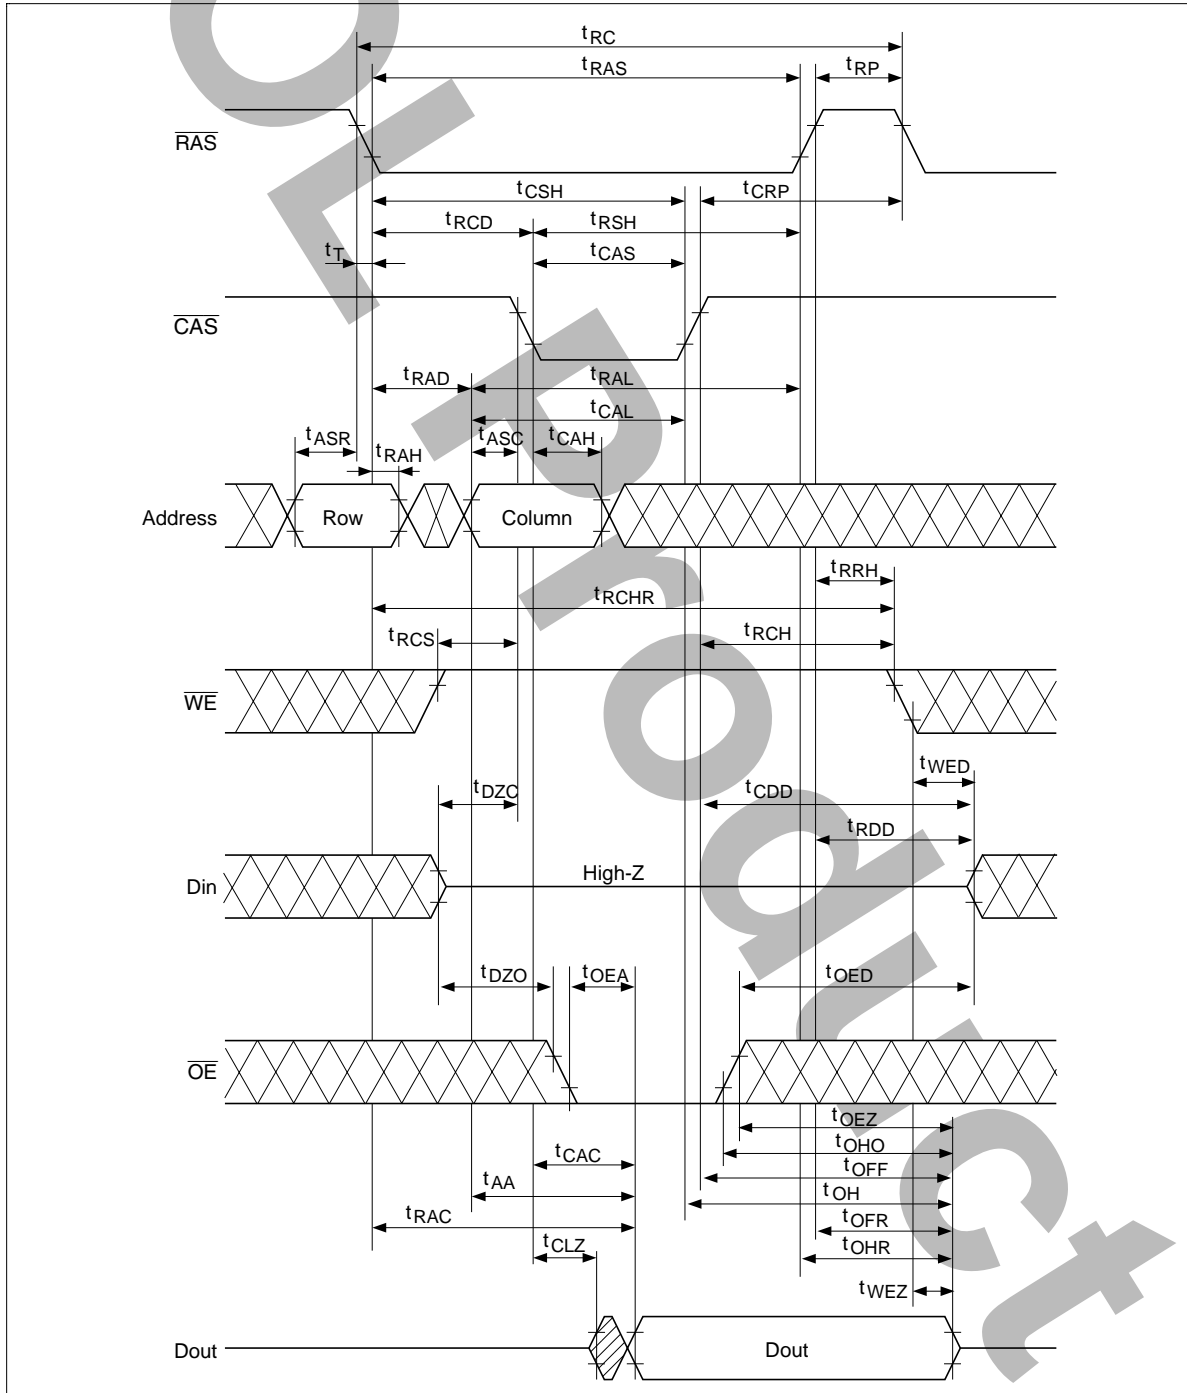 tRC
tRAS
tRP
RAS
tCSH
tCRP
tRCD
tRSH
tT
tCAS
CAS
tRAD
tRAL
tCAL
tASR
tASC
tCAH
tRAH
Address
Row
Column
tRRH
tRCHR
tRCS
tRCH
WE
tWED
tDZC
tCDD
tRDD
Din
High-Z
tDZO
tOEA
tOED
OE
tOEZ
tOHO
tCAC
tOFF
tAA
tOH
tRAC
tOFR
tCLZ
tOHR
tWEZ
Dout
Dout
OL Product